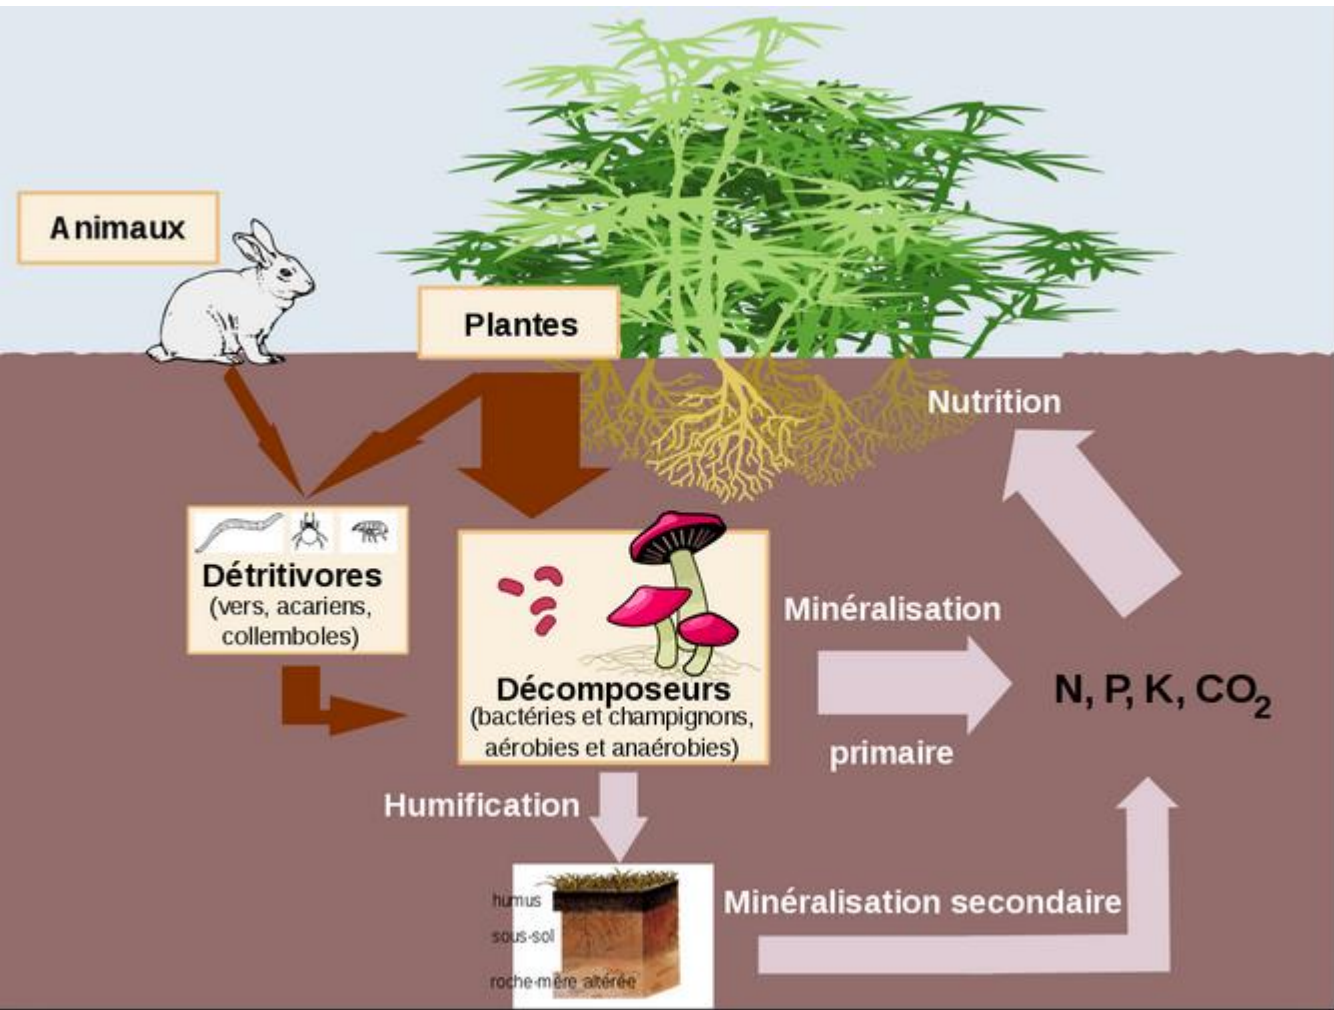 Animaux
Plantes
Nutrition
Détritivores
(vers, acariens,
collemboles)
Décomposeurs
(bactéries et champignons,
aérobies et anaérobies)
Minéralisation
primaire
N, P, K, CO₂
Humification
humus
sous-sol
roche-mère altérée
Minéralisation secondaire